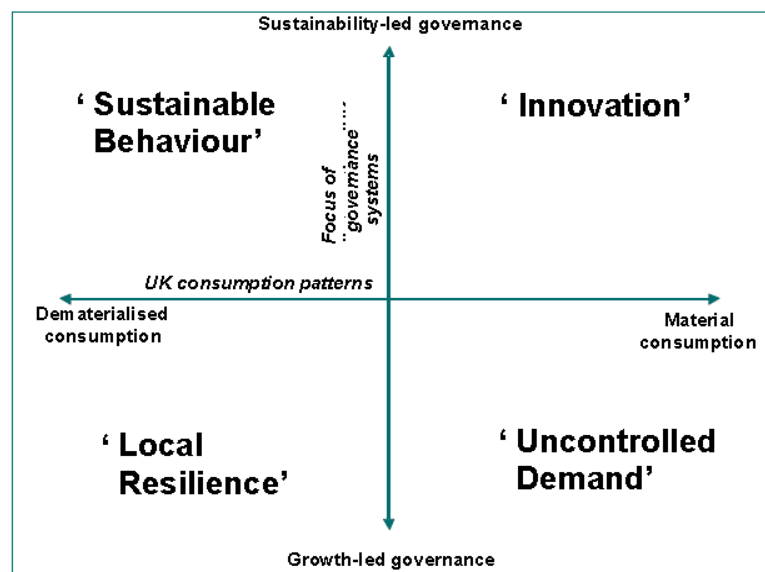 Sustainability-led governance
‘ Sustainable
Behaviour’
‘ Innovation’
Focus of
governance
systems
UK consumption patterns
Dematerialised
consumption
Material
consumption
‘ Local
Resilience’
‘ Uncontrolled
Demand’
Growth-led governance